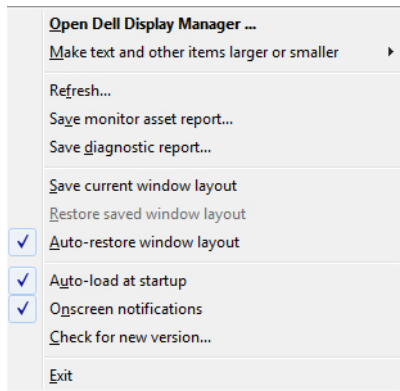 Open Dell Display Manager ...
Make text and other items larger or smaller
Refresh...
Save monitor asset report...
Save diagnostic report...
Save current window layout
Restore saved window layout
Auto-restore window layout
Auto-load at startup
Onscreen notifications
Check for new version...
Exit